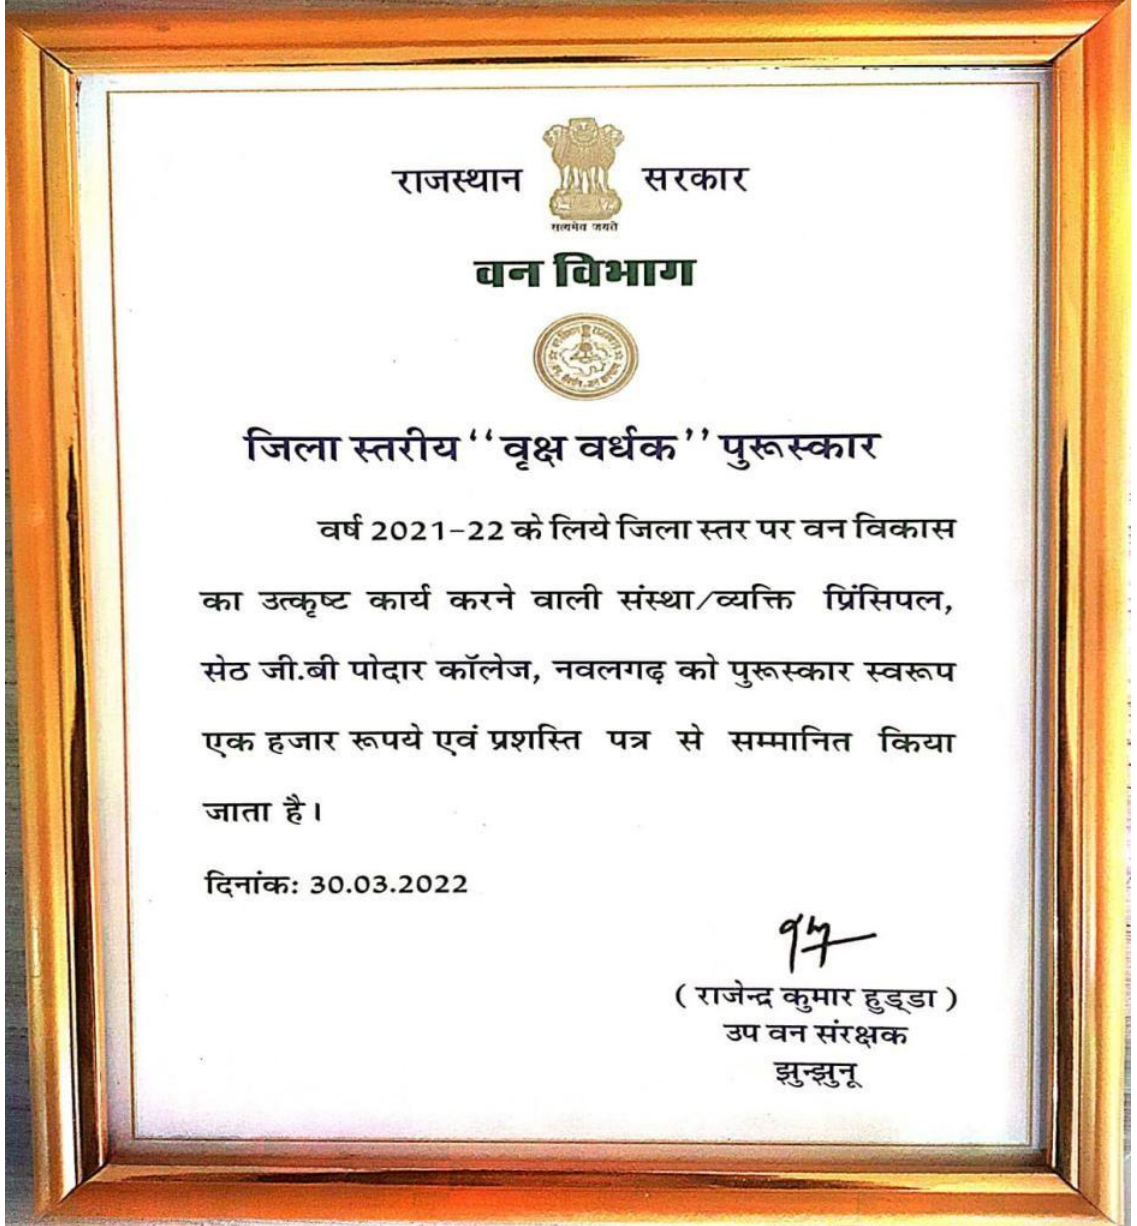 राजस्थान सरकार
सत्यमेव जयते
वन विभाग
जिला स्तरीय ‘‘वृक्ष वर्धक’’ पुरूस्कार
वर्ष 2021-22 के लिये जिला स्तर पर वन विकास
का उत्कृष्ट कार्य करने वाली संस्था/व्यक्ति प्रिंसिपल,
सेठ जी.बी पोदार कॉलेज, नवलगढ़ को पुरूस्कार स्वरूप
एक हजार रूपये एवं प्रशस्ति पत्र से सम्मानित किया
जाता है।
दिनांक: 30.03.2022
( राजेन्द्र कुमार हुड्डा )
उप वन संरक्षक
झुन्झुनू